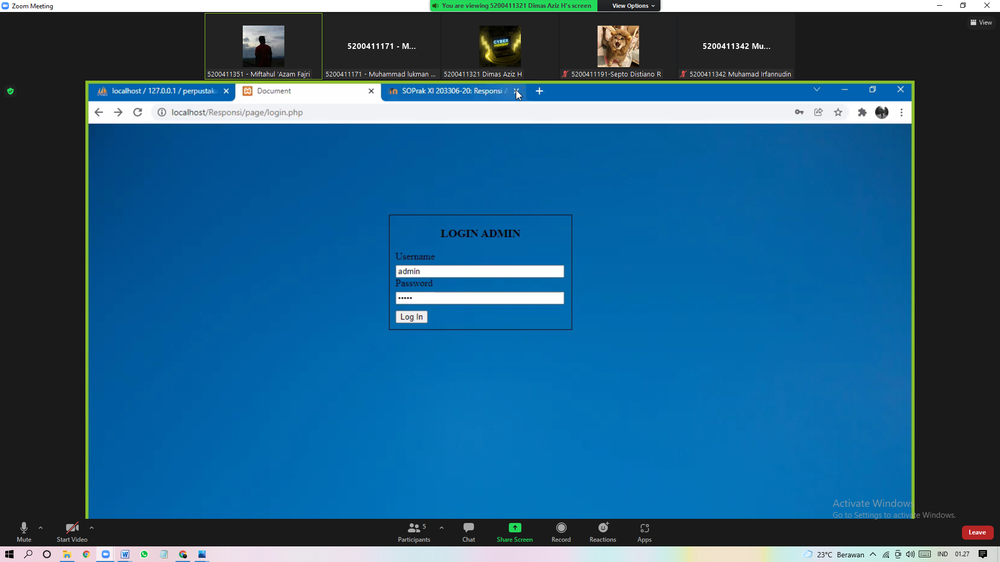 Zoom Meeting
You are viewing 5200411321 Dimas Aziz H's screen
View Options
View
CYBER
MONDAY
5200411171 - M...
5200411342 Mu...
5200411351 - Miftahul 'Azam Fajri
5200411171 - Muhammad lukman ...
5200411321 Dimas Aziz H
5200411191-Septo Distiano R
5200411342 Muhamad Irfannudin
localhost / 127.0.0.1 / perpustak
Document
SOPrak XI 203306-20: Responsi A
localhost/Responsi/page/login.php
LOGIN ADMIN
Username
admin
Password
•••••
Log In
Activate Windows
Go to Settings to activate Windows.
Mute
Start Video
5
Participants
Chat
Share Screen
Record
Reactions
Apps
Leave
23°C Berawan
IND
01.27